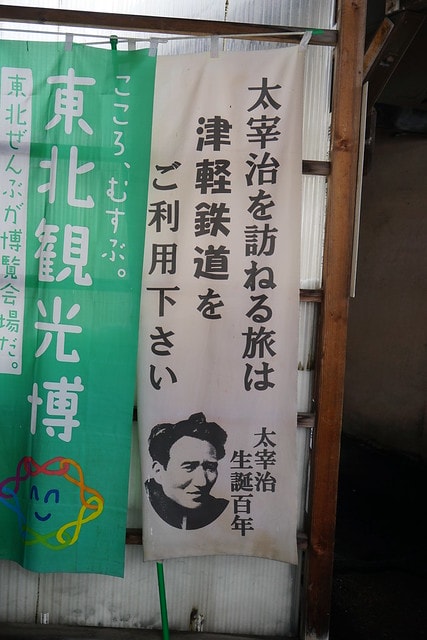 太宰治を訪ねる旅は
津軽鉄道を
ご利用下さい
太宰治
生誕百年
こころ、むすぶ。
東北観光博
東北ぜんぶが博覧会場だ。